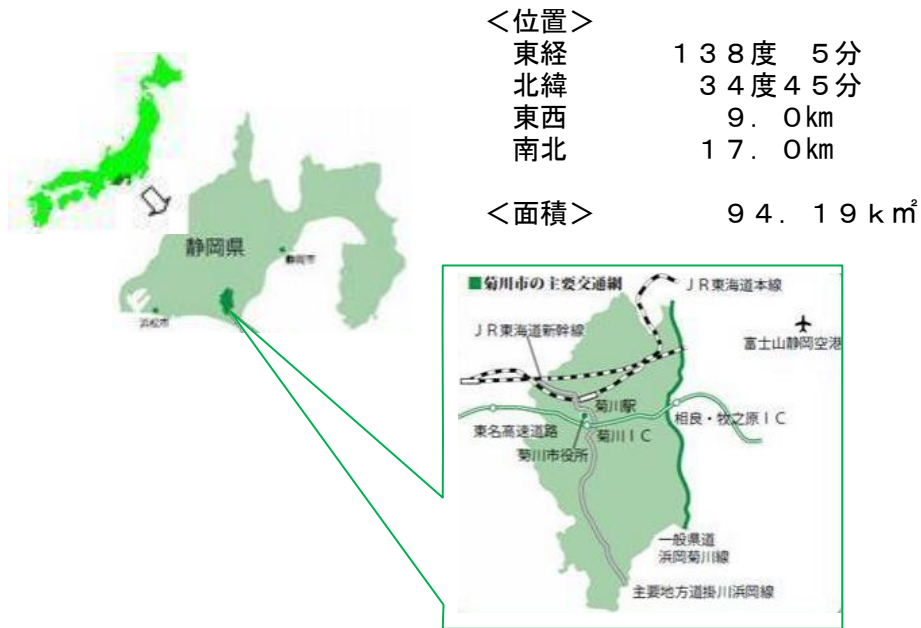 ＜位置＞
東経　　　１３８度　５分
北緯　　　３４度４５分
東西　　　９．０㎞
南北　　　１７．０㎞
＜面積＞　　　９４．１９ｋ㎡
静岡県
静岡市
浜松市
■菊川市の主要交通網
ＪＲ東海道本線
ＪＲ東海道新幹線
富士山静岡空港
菊川駅
相良・牧之原ＩＣ
東名高速道路
菊川ＩＣ
菊川市役所
一般県道
浜岡菊川線
主要地方道掛川浜岡線